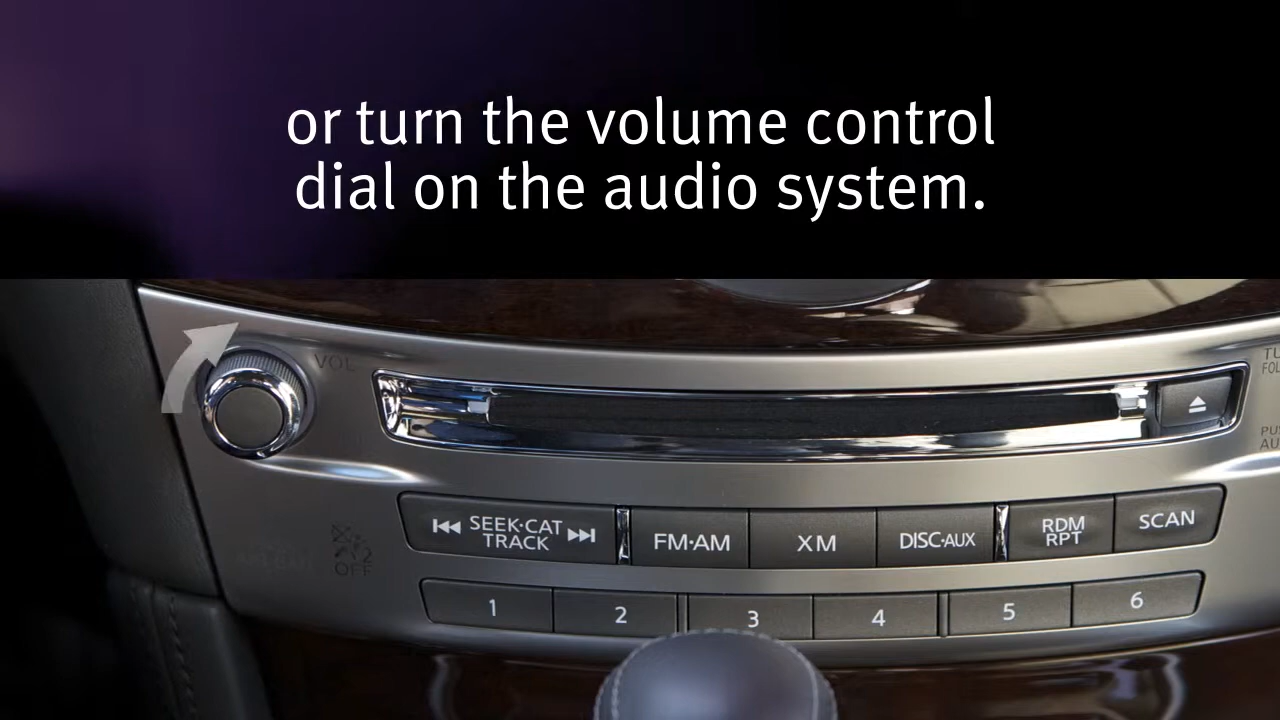 or turn the volume control
dial on the audio system.
VOL
SEEK·CAT
TRACK
FM·AM
XM
DISC·AUX
RDM
RPT
SCAN
OFF
1
2
3
4
5
6